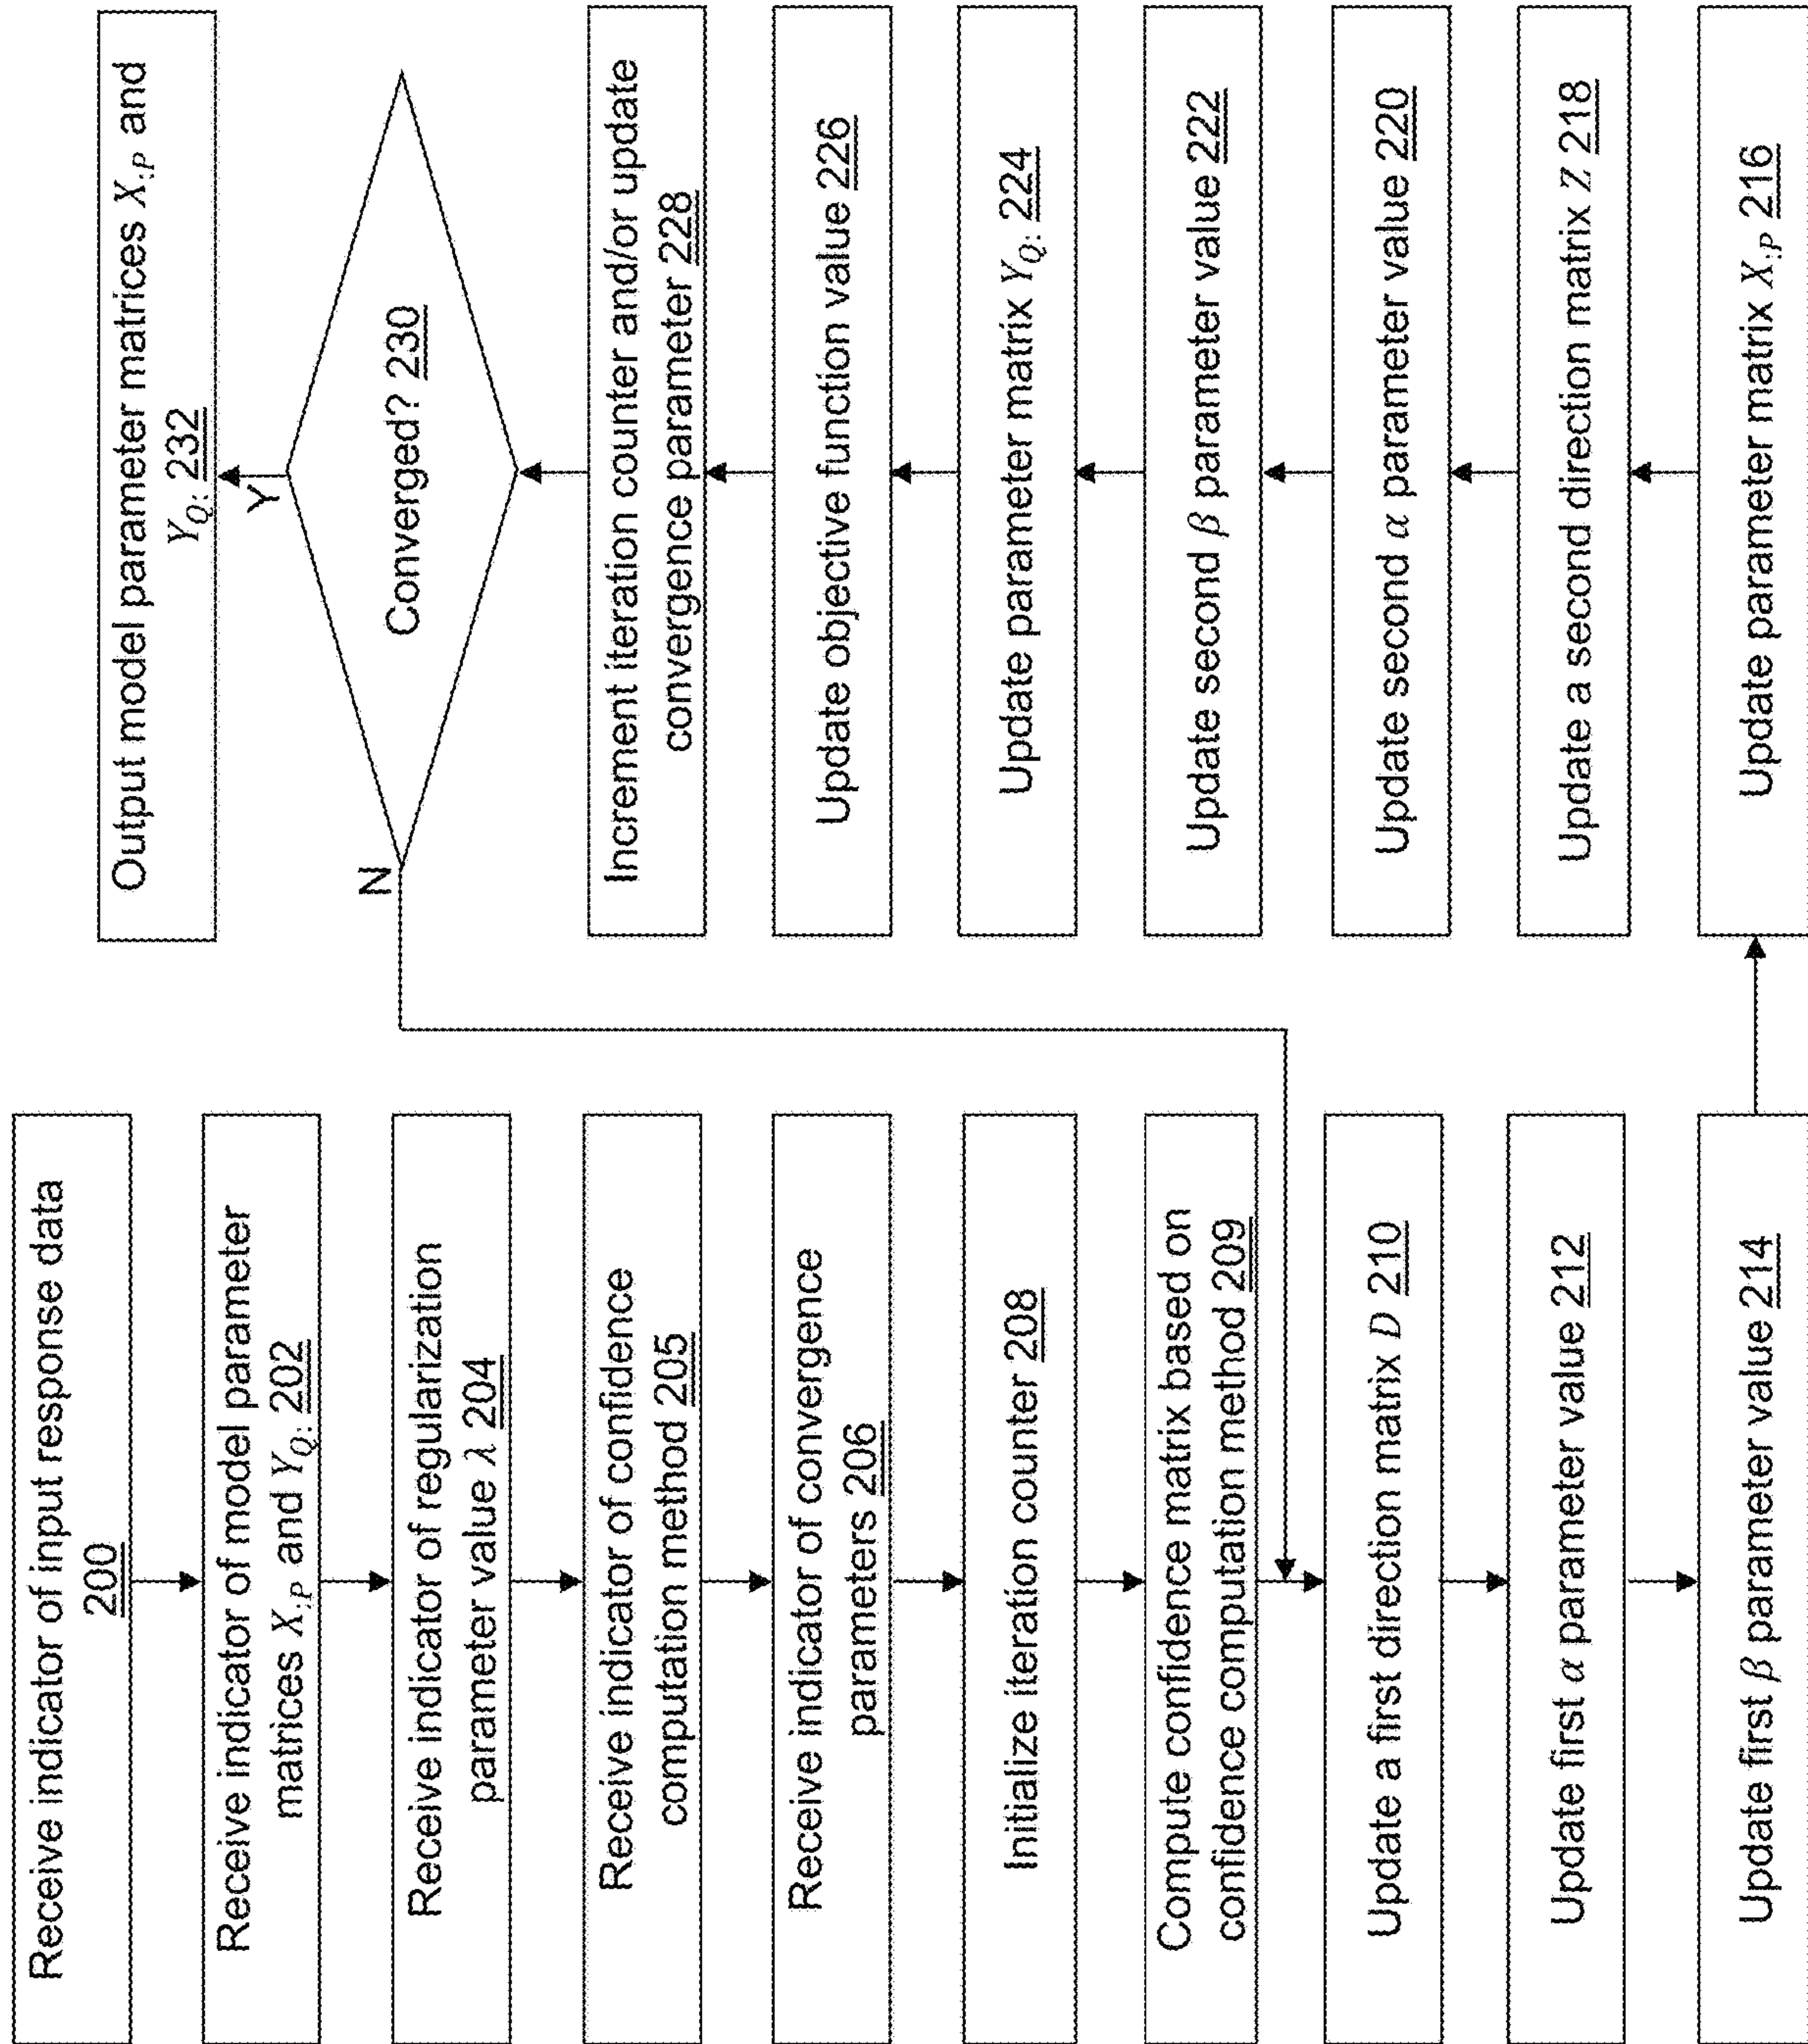 Receive indicator of input response data
200
Receive indicator of model parameter
matrices X:P and YQ: 202
Receive indicator of regularization
parameter value λ 204
Receive indicator of confidence
computation method 205
Receive indicator of convergence
parameters 206
Initialize iteration counter 208
Compute confidence matrix based on
confidence computation method 209
Update a first direction matrix D 210
Update first α parameter value 212
Update first β parameter value 214
Update parameter matrix X:P 216
Update a second direction matrix Z 218
Update second α parameter value 220
Update second β parameter value 222
Update parameter matrix YQ: 224
Update objective function value 226
Increment iteration counter and/or update
convergence parameter 228
Converged? 230
N
Y
Output model parameter matrices X:P and
YQ: 232